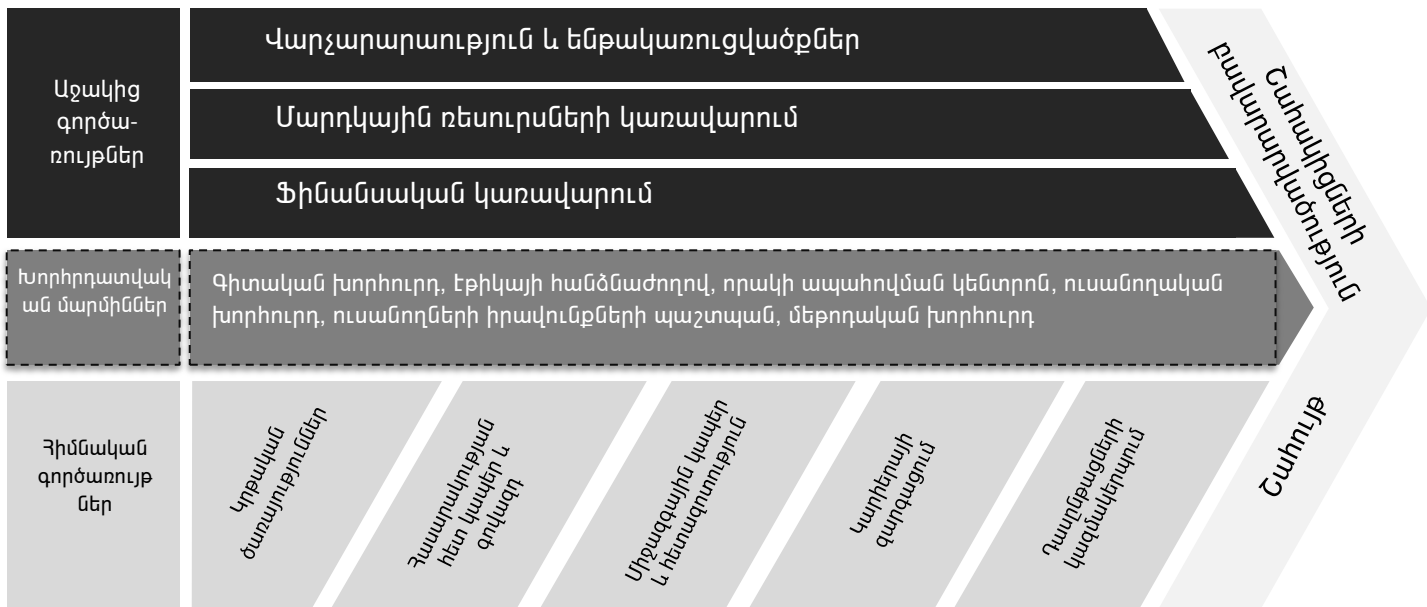 Աջակից
գործա-
ռույթներ
Վարչարարաություն և ենթակառուցվածքներ
Մարդկային ռեսուրսների կառավարում
Ֆինանսական կառավարում
Շահակիցների
բավարարվածություն
Խորհրդատվակ
ան մարմիններ
Գիտական խորհուրդ, էթիկայի հանձնաժողով, որակի ապահովման կենտրոն, ուսանողական
խորհուրդ, ուսանողների իրավունքների պաշտպան, մեթոդական խորհուրդ
Հիմնական
գործառույթ
ներ
Կրթական
ծառայություններ
Հասարակության
հետ կապեր և
գովազդ
Միջազգային կապեր
և հետազոտություն
Կարիերայի
զարգացում
Դասընթացների
կազմակերպում
Շահույթ